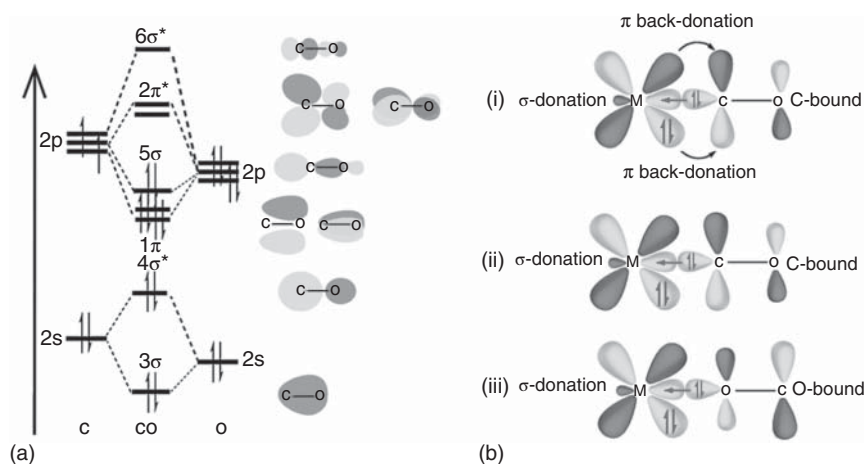 6σ*
2π*
2p
5σ
2p
1π
4σ*
2s
2s
3σ
c co o
(a)
C O
C O C O
C O
C O C O
C O
C O
π back-donation
(i) σ-donation M C O C-bound
π back-donation
(ii) σ-donation M C O C-bound
(iii) σ-donation M O C O-bound
(b)